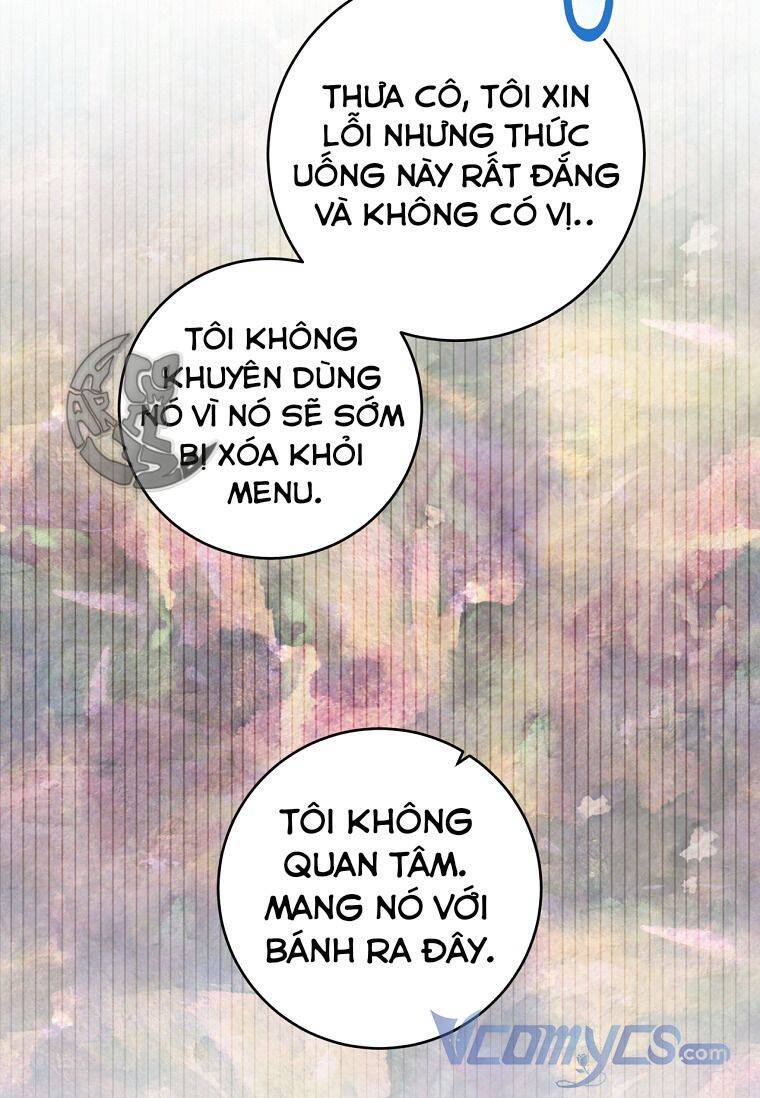 THƯA CÔ, TÔI XIN
LỖI NHƯNG THỨC
UỐNG NÀY RẤT ĐẮNG
VÀ KHÔNG CÓ VỊ..
TÔI KHÔNG
KHUYÊN DÙNG
NÓ VÌ NÓ SẼ SỚM
BỊ XÓA KHỎI
MENU.
TÔI KHÔNG
QUAN TÂM.
MANG NÓ VỚI
BÁNH RA ĐÂY.
VCOMYCS.com